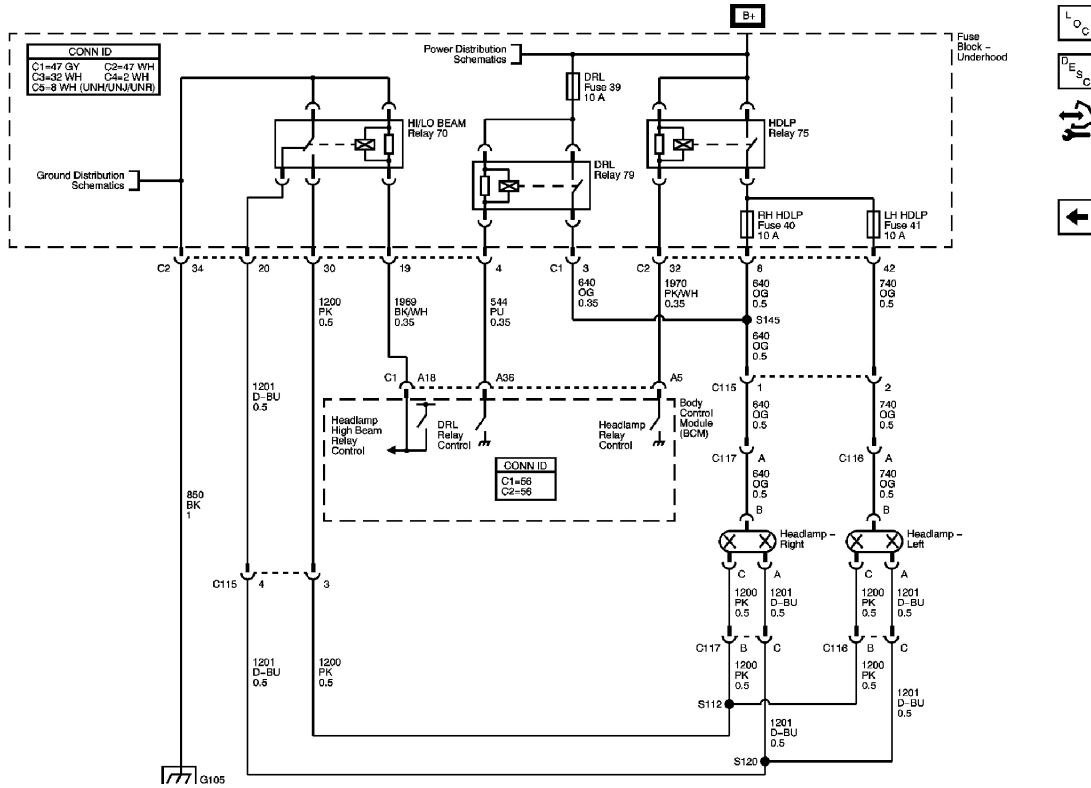 B+
L O C
Fuse
Block –
Underhood
CONN ID
C1=47 GY C2=47 WH
C3=32 WH C4=2 WH
C5=8 WH (UNH/UNJ/UNR)
Power Distribution
Schematics
D E S C
DRL
Fuse 39
10 A
HI/LO BEAM
Relay 70
HDLP
Relay 75
DRL
Relay 79
Ground Distribution
Schematics
RH HDLP
Fuse 40
10 A
LH HDLP
Fuse 41
10 A
C2 34 20 30 19 4 C1 3 C2 32 6 42
1200
PK
0.5
1969
BK/WH
0.35
544
PU
0.35
640
OG
0.35
1970
PK/WH
0.35
640
OG
0.5
740
OG
0.5
S145
640
OG
0.5
C1 A18 A36 A5
C115 1 2
1201
D–BU
0.5
640
OG
0.5
740
OG
0.5
Headlamp
High Beam
Relay
Control
DRL
Relay
Control
Headlamp
Relay
Control
Body
Control
Module
(BCM)
C117 A C116 A
CONN ID
C1=56
C2=56
640
OG
0.5
740
OG
0.5
850
BK
1
B B
Headlamp –
Right
Headlamp –
Left
C A C A
C115 4 3
1200
PK
0.5
1201
D–BU
0.5
1200
PK
0.5
1201
D–BU
0.5
C117 B C C116 B C
1201
D–BU
0.5
1200
PK
0.5
1200
PK
0.5
1200
PK
0.5
1201
D–BU
0.5
S112
1201
D–BU
0.5
S120
G105